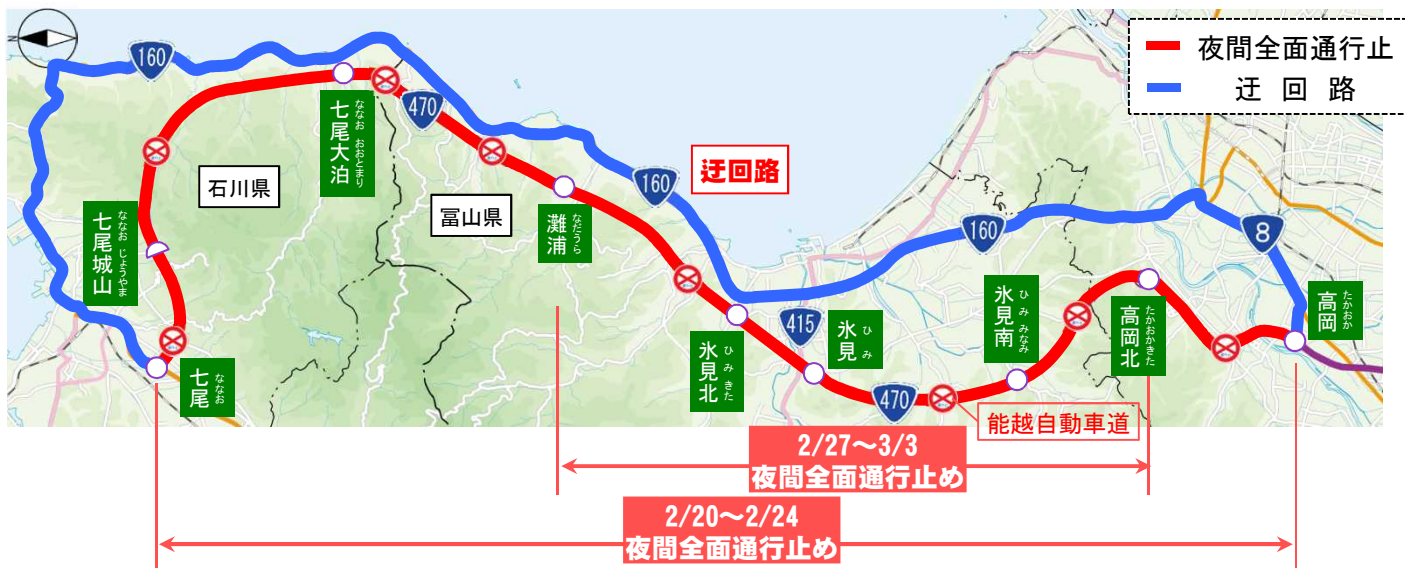 夜間全面通行止
迂回路
N
160
470
160
160
8
415
470
石川県
富山県
迂回路
七尾大泊
ななお おおとまり
七尾城山
ななお じょうやま
七尾
ななお
灘浦
なだうら
氷見北
ひみきた
氷見
ひみ
氷見南
ひみみなみ
高岡北
たかおかきた
高岡
たかおか
能越自動車道
2/27～3/3
夜間全面通行止め
2/20～2/24
夜間全面通行止め